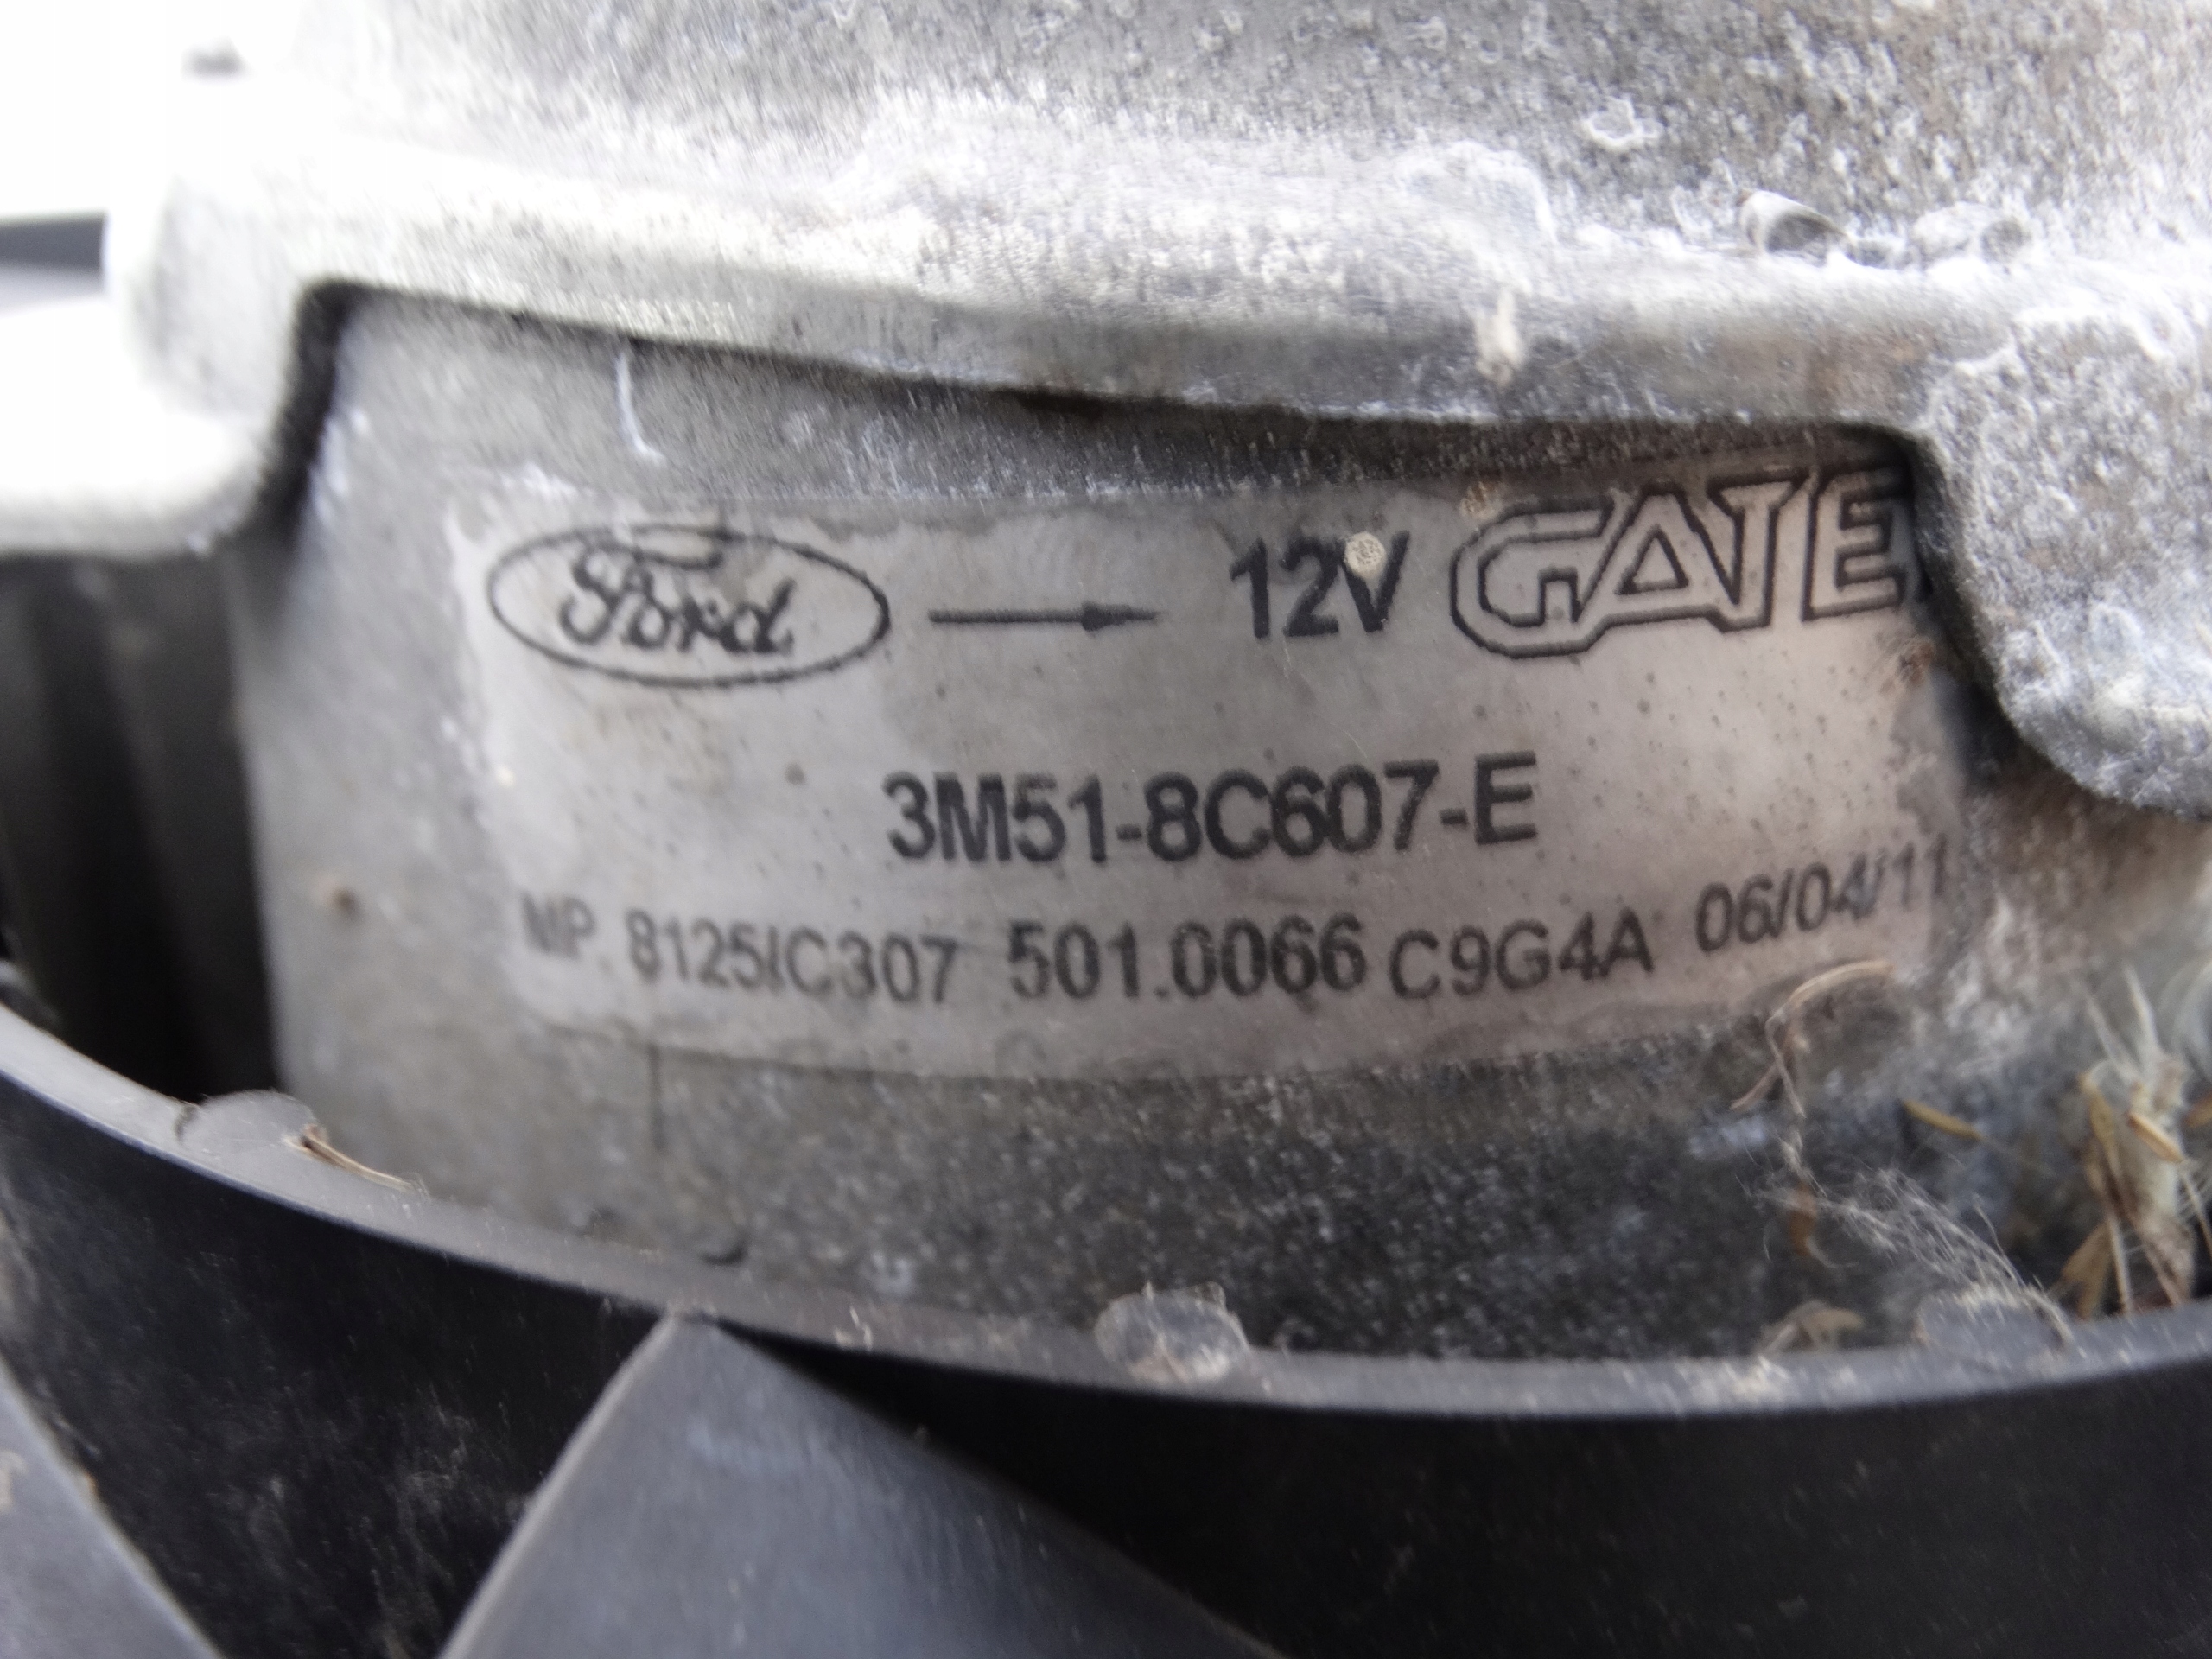 Ford 12V GATE
3M51-8C607-E
MP. 8125IC307 501.0066 C9G4A 06/04/11